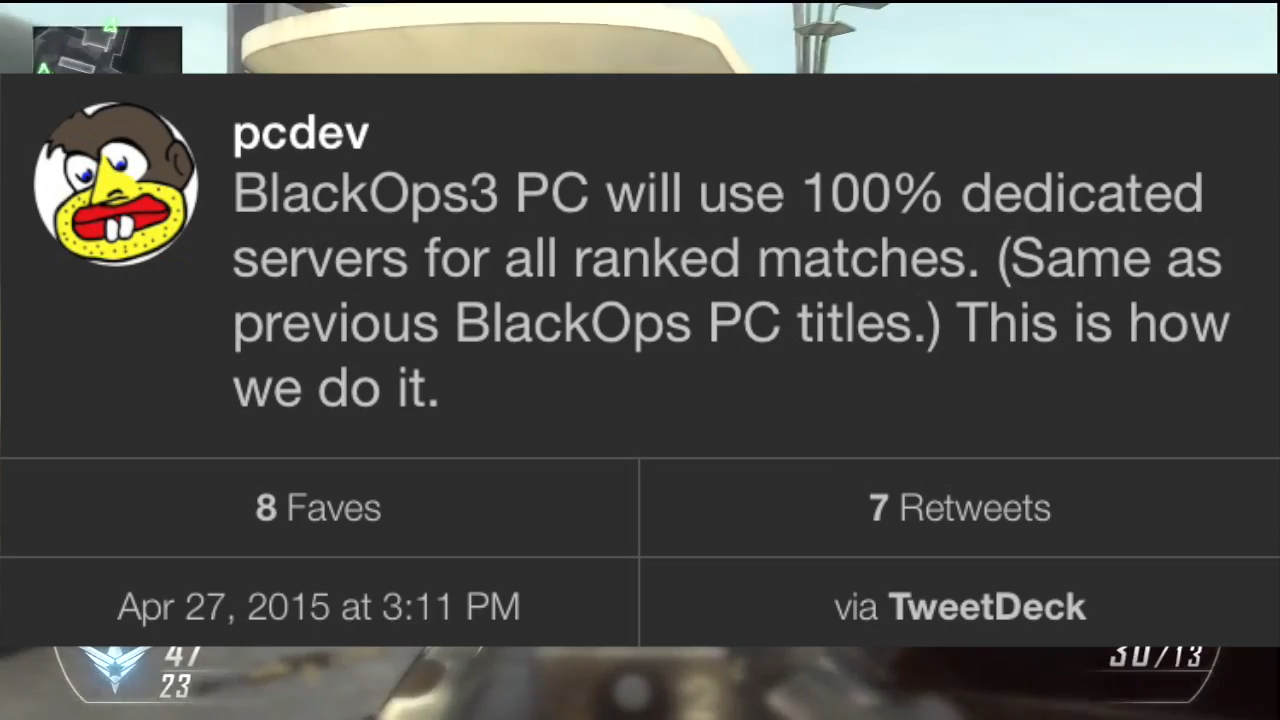 pcdev
BlackOps3 PC will use 100% dedicated
servers for all ranked matches. (Same as
previous BlackOps PC titles.) This is how
we do it.
8 Faves
7 Retweets
Apr 27, 2015 at 3:11 PM
via TweetDeck
47
23
30/13